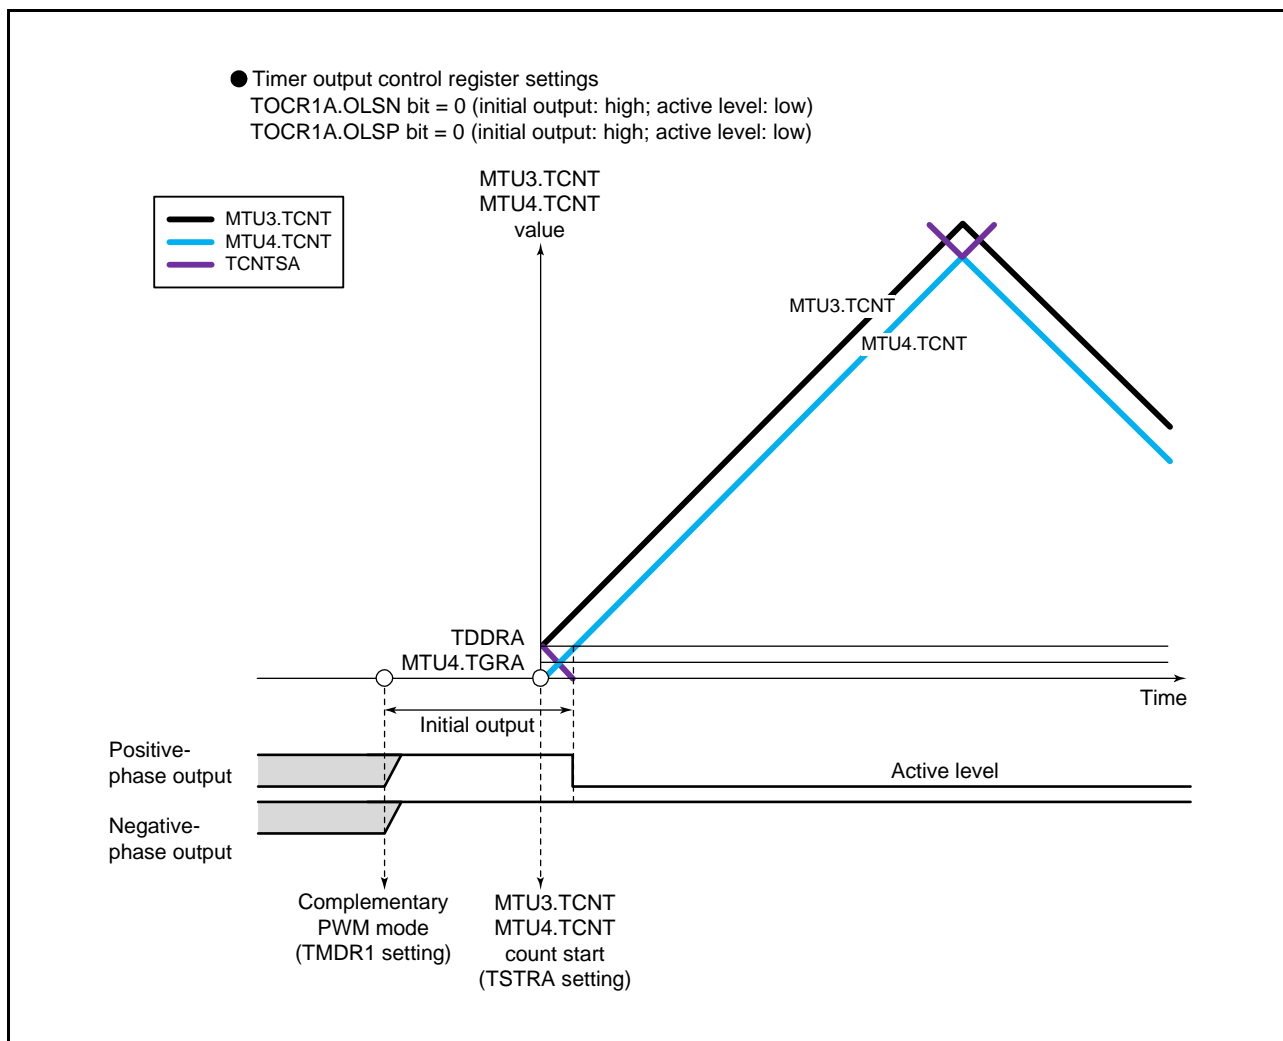 ● Timer output control register settings
TOCR1A.OLSN bit = 0 (initial output: high; active level: low)
TOCR1A.OLSP bit = 0 (initial output: high; active level: low)
MTU3.TCNT
MTU4.TCNT
value
MTU3.TCNT
MTU4.TCNT
TCNTSA
MTU3.TCNT
MTU4.TCNT
TDDRA
MTU4.TGRA
Time
Initial output
Positive-
phase output
Active level
Negative-
phase output
Complementary
PWM mode
(TMDR1 setting)
MTU3.TCNT
MTU4.TCNT
count start
(TSTRA setting)